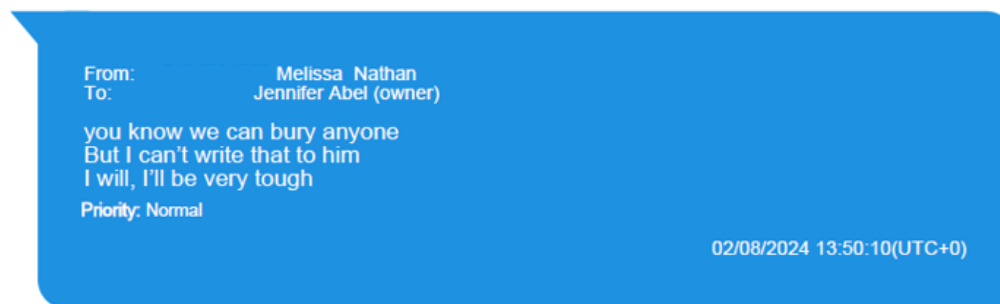 From: Melissa Nathan
To: Jennifer Abel (owner)
you know we can bury anyone
But I can't write that to him
I will, I'll be very tough
Priority: Normal
02/08/2024 13:50:10(UTC+0)